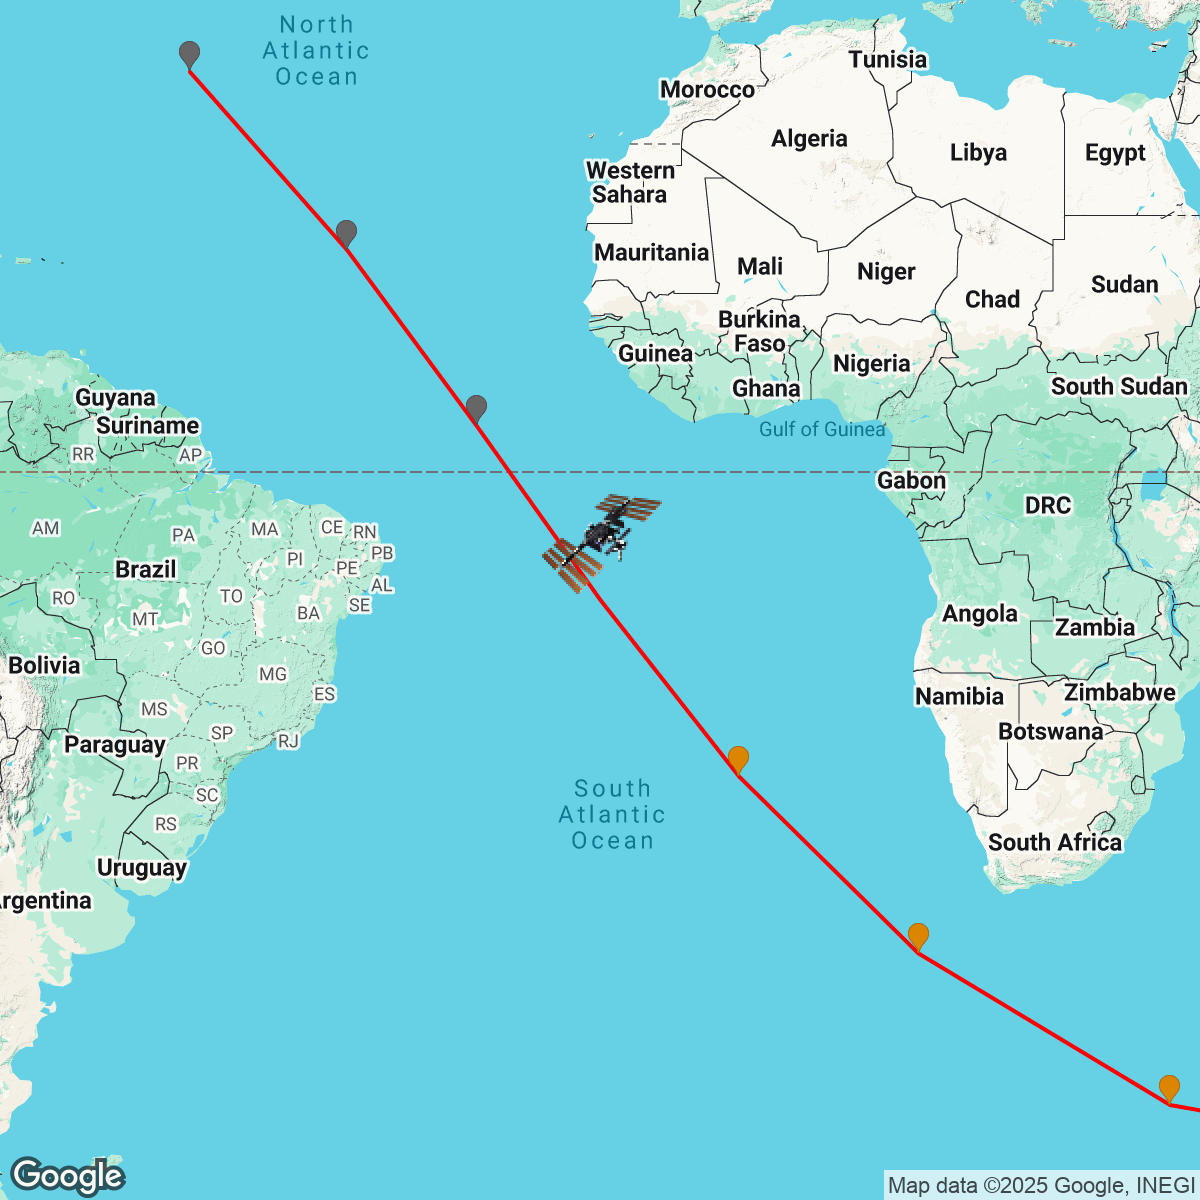 North
Atlantic
Ocean
Tunisia
Morocco
Algeria
Libya
Egypt
Western
Sahara
Mauritania
Mali
Niger
Chad
Sudan
Burkina
Faso
Guinea
Nigeria
Ghana
South Sudan
Guyana
Suriname
Gulf of Guinea
RR
AP
Gabon
DRC
AM
PA
MA
CE
RN
PI
PB
Brazil
PE
AL
RO
TO
SE
MT
BA
Angola
Zambia
GO
Bolivia
MG
ES
Namibia
Zimbabwe
MS
SP
RJ
Botswana
Paraguay
PR
South
Atlantic
Ocean
SC
RS
South Africa
Uruguay
rgentina
Google
Map data ©2025 Google, INEGI